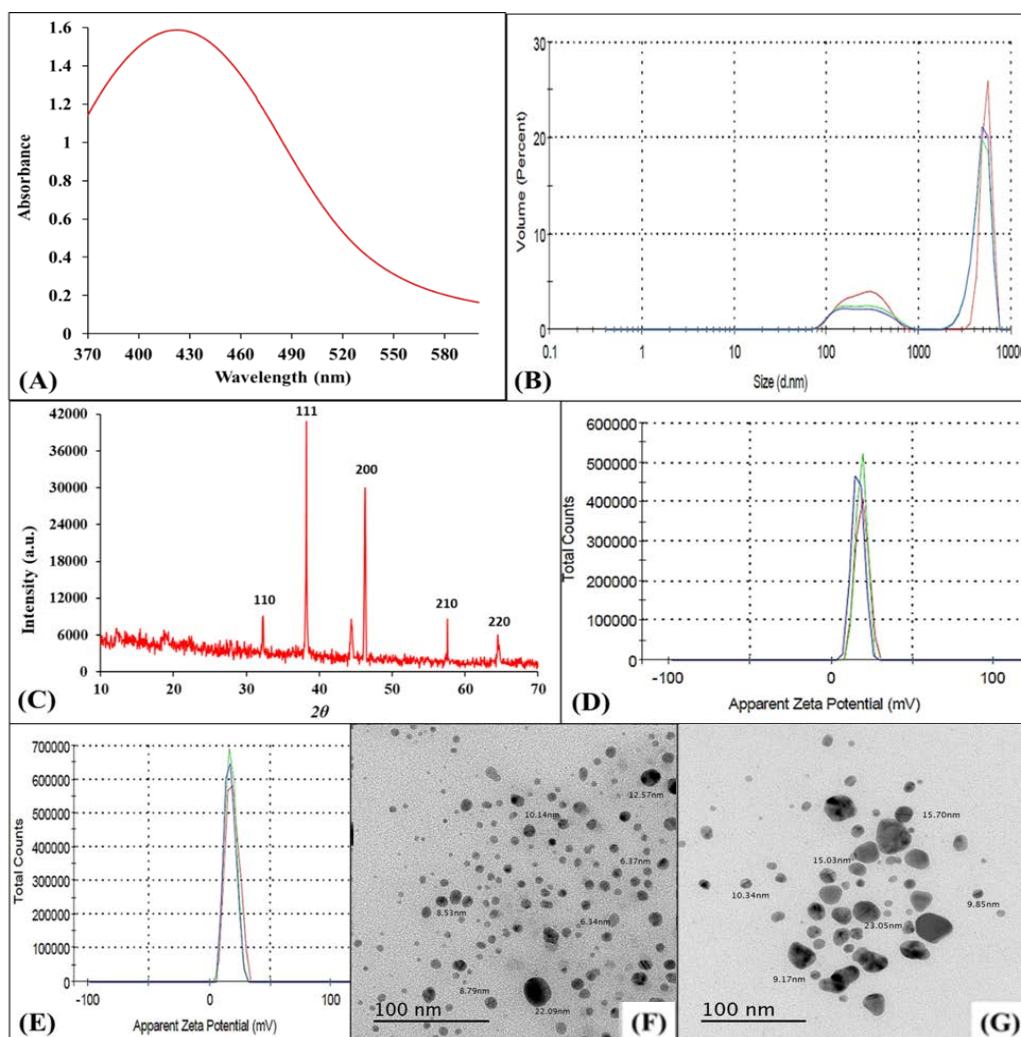 1.6
1.4
1.2
1
0.8
0.6
0.4
0.2
0
Absorbance
370 400 430 460 490 520 550 580
Wavelength (nm)
(A)
30
20
10
0
Volume (Percent)
0.1 1 10 100 1000 1000
Size (d.nm)
(B)
42000
36000
30000
24000
18000
12000
6000
0
Intensity (a.u.)
110
111
200
210
220
10 20 30 40 50 60 70
2θ
(C)
600000
500000
400000
300000
200000
100000
0
Total Counts
-100 0 100
Apparent Zeta Potential (mV)
(D)
700000
600000
500000
400000
300000
200000
100000
0
Total Counts
-100 0 100
Apparent Zeta Potential (mV)
(E)
12.57nm
10.14nm
6.37nm
8.53nm
6.34nm
8.79nm
22.09nm
100 nm
(F)
15.70nm
15.03nm
10.34nm
9.85nm
23.05nm
9.17nm
100 nm
(G)